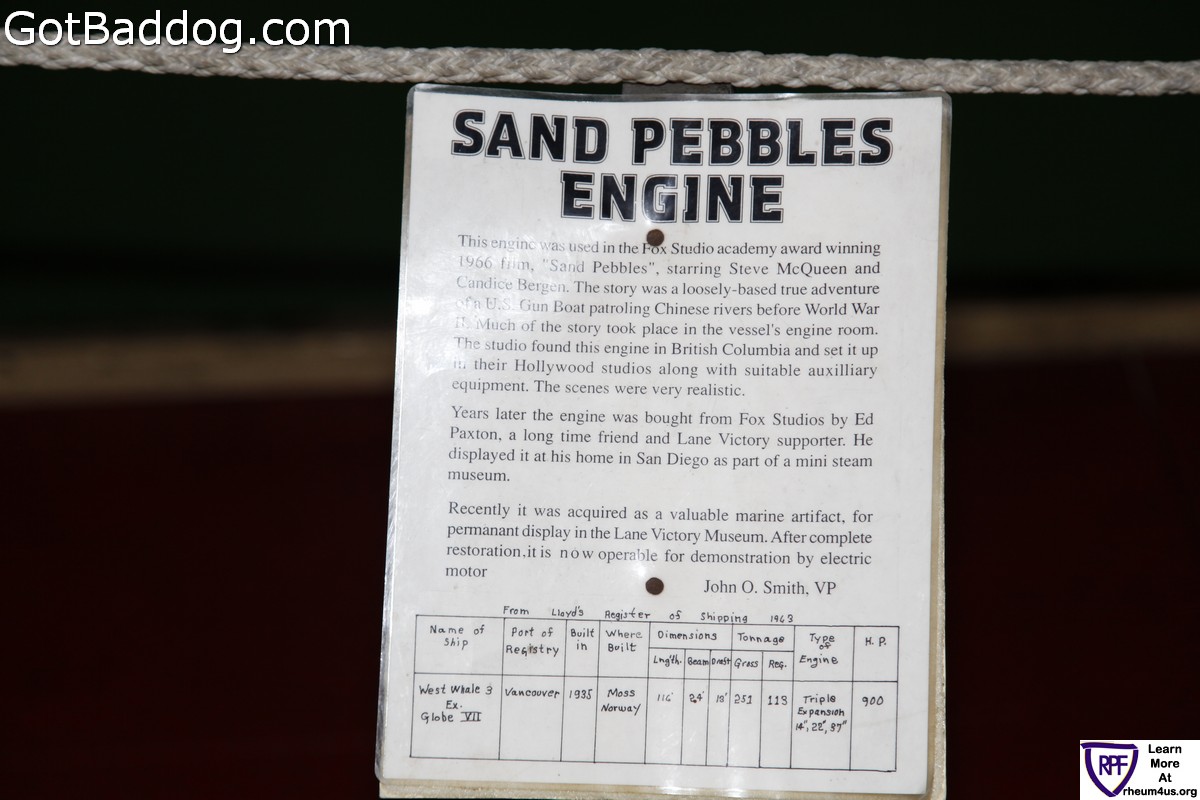 GotBaddog.com
SAND PEBBLES
ENGINE
This engine was used in the Fox Studio academy award winning
1966 film, "Sand Pebbles", starring Steve McQueen and
Candice Bergen. The story was a loosely-based true adventure
of a U.S. Gun Boat patroling Chinese rivers before World War
II. Much of the story took place in the vessel's engine room.
The studio found this engine in British Columbia and set it up
in their Hollywood studios along with suitable auxilliary
equipment. The scenes were very realistic.
Years later the engine was bought from Fox Studios by Ed
Paxton, a long time friend and Lane Victory supporter. He
displayed it at his home in San Diego as part of a mini steam
museum.
Recently it was acquired as a valuable marine artifact, for
permanant display in the Lane Victory Museum. After complete
restoration.it is now operable for demonstration by electric
motor
John O. Smith, VP
From Lloyd's Register of Shipping 1963
Name of Ship Port of Registry Built in Where Built Dimensions Tonnage Type of Engine H.P.
Lng'th. Beam Draft Gross Reg.
West Whale 3 Ex. Globe VII Vancouver 1935 Moss Norway 116' 24' 13' 251 113 Triple Expansion 14", 22", 37" 900
RPF
Learn
More
At
rheum4us.org